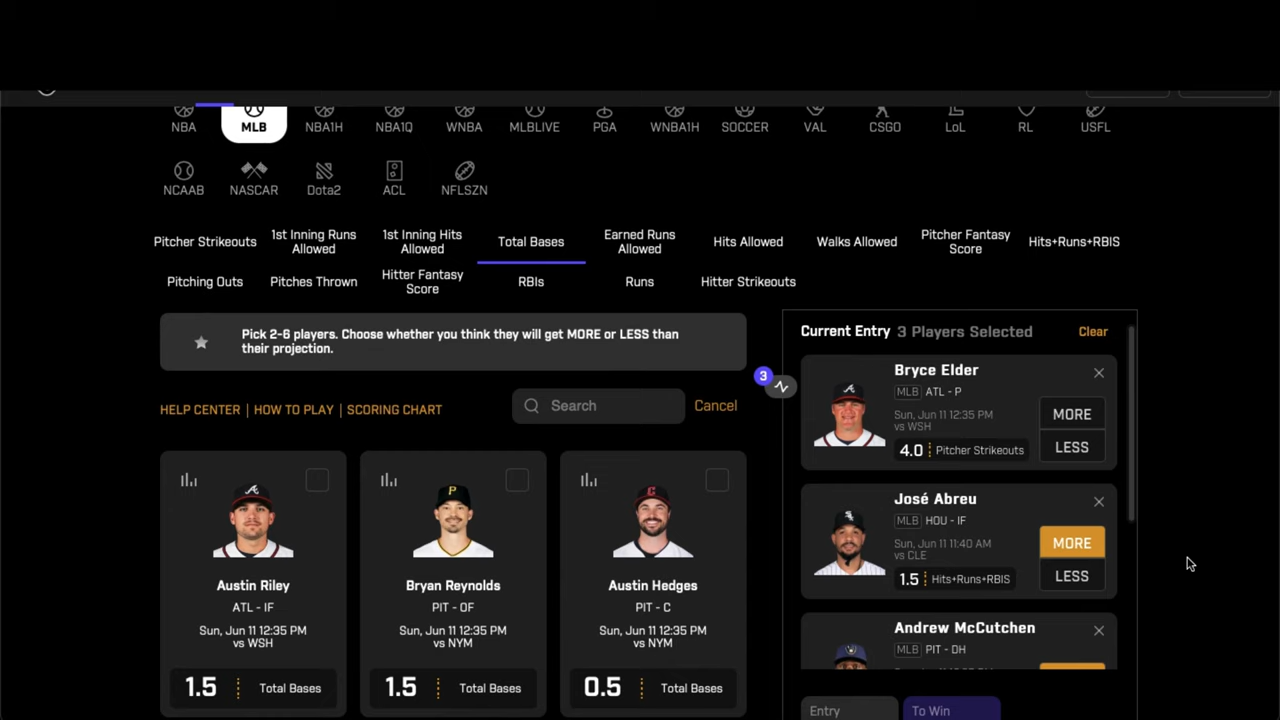 NBA
MLB
NBA1H
NBA1Q
WNBA
MLBLIVE
PGA
WNBA1H
SOCCER
VAL
CSGO
LoL
RL
USFL
NCAAB
NASCAR
Dota2
ACL
NFLSZN
Pitcher Strikeouts
1st Inning Runs
Allowed
1st Inning Hits
Allowed
Total Bases
Earned Runs
Allowed
Hits Allowed
Walks Allowed
Pitcher Fantasy
Score
Hits+Runs+RBIS
Pitching Outs
Pitches Thrown
Hitter Fantasy
Score
RBIs
Runs
Hitter Strikeouts
Pick 2-6 players. Choose whether you think they will get MORE or LESS than
their projection.
HELP CENTER | HOW TO PLAY | SCORING CHART
Search
Cancel
Austin Riley
ATL - IF
Sun, Jun 11 12:35 PM
vs WSH
1.5 Total Bases
Bryan Reynolds
PIT - OF
Sun, Jun 11 12:35 PM
vs NYM
1.5 Total Bases
Austin Hedges
PIT - C
Sun, Jun 11 12:35 PM
vs NYM
0.5 Total Bases
3
Current Entry 3 Players Selected Clear
Bryce Elder
MLB ATL - P
Sun, Jun 11 12:35 PM
vs WSH
4.0 Pitcher Strikeouts
MORE
LESS
José Abreu
MLB HOU - IF
Sun, Jun 11 11:40 AM
vs CLE
1.5 Hits+Runs+RBIS
MORE
LESS
Andrew McCutchen
MLB PIT - DH
Entry
To Win